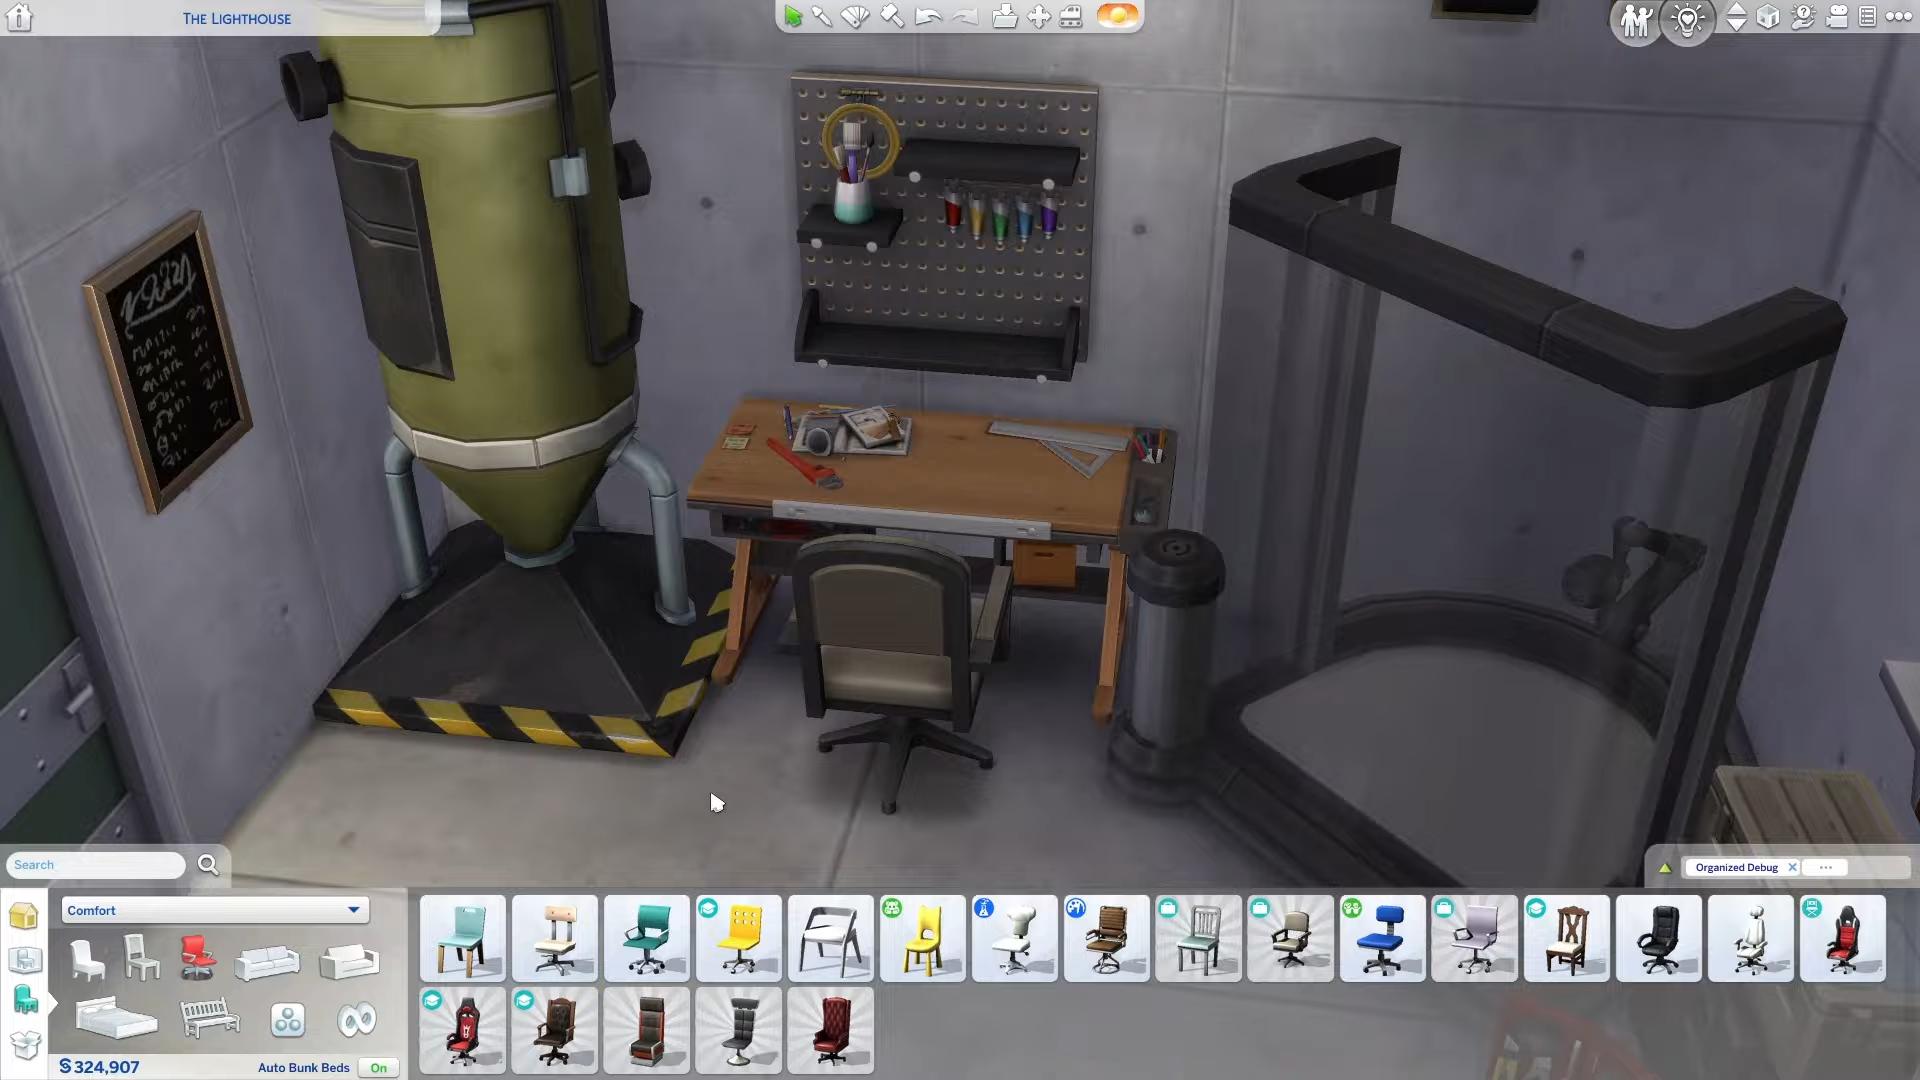 THE LIGHTHOUSE
Search
Organized Debug
Comfort
324,907
Auto Bunk Beds
On